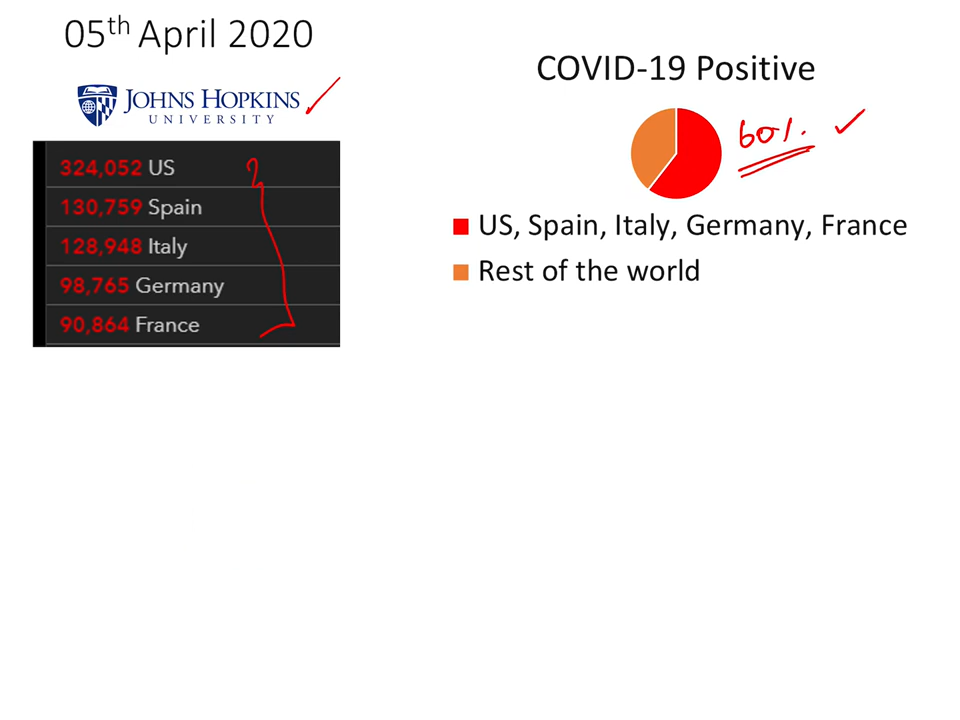 05th April 2020
JOHNS HOPKINS
UNIVERSITY
324,052 US
130,759 Spain
128,948 Italy
98,765 Germany
90,864 France
COVID-19 Positive
60%.
US, Spain, Italy, Germany, France
Rest of the world